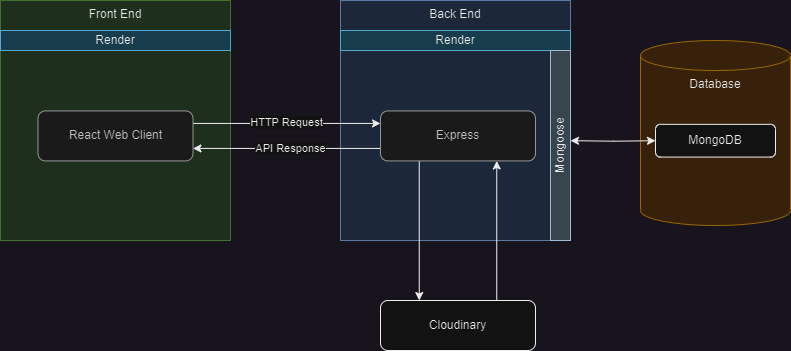 Front End
Render
React Web Client
HTTP Request
API Response
Back End
Render
Express
Mongoose
Database
MongoDB
Cloudinary